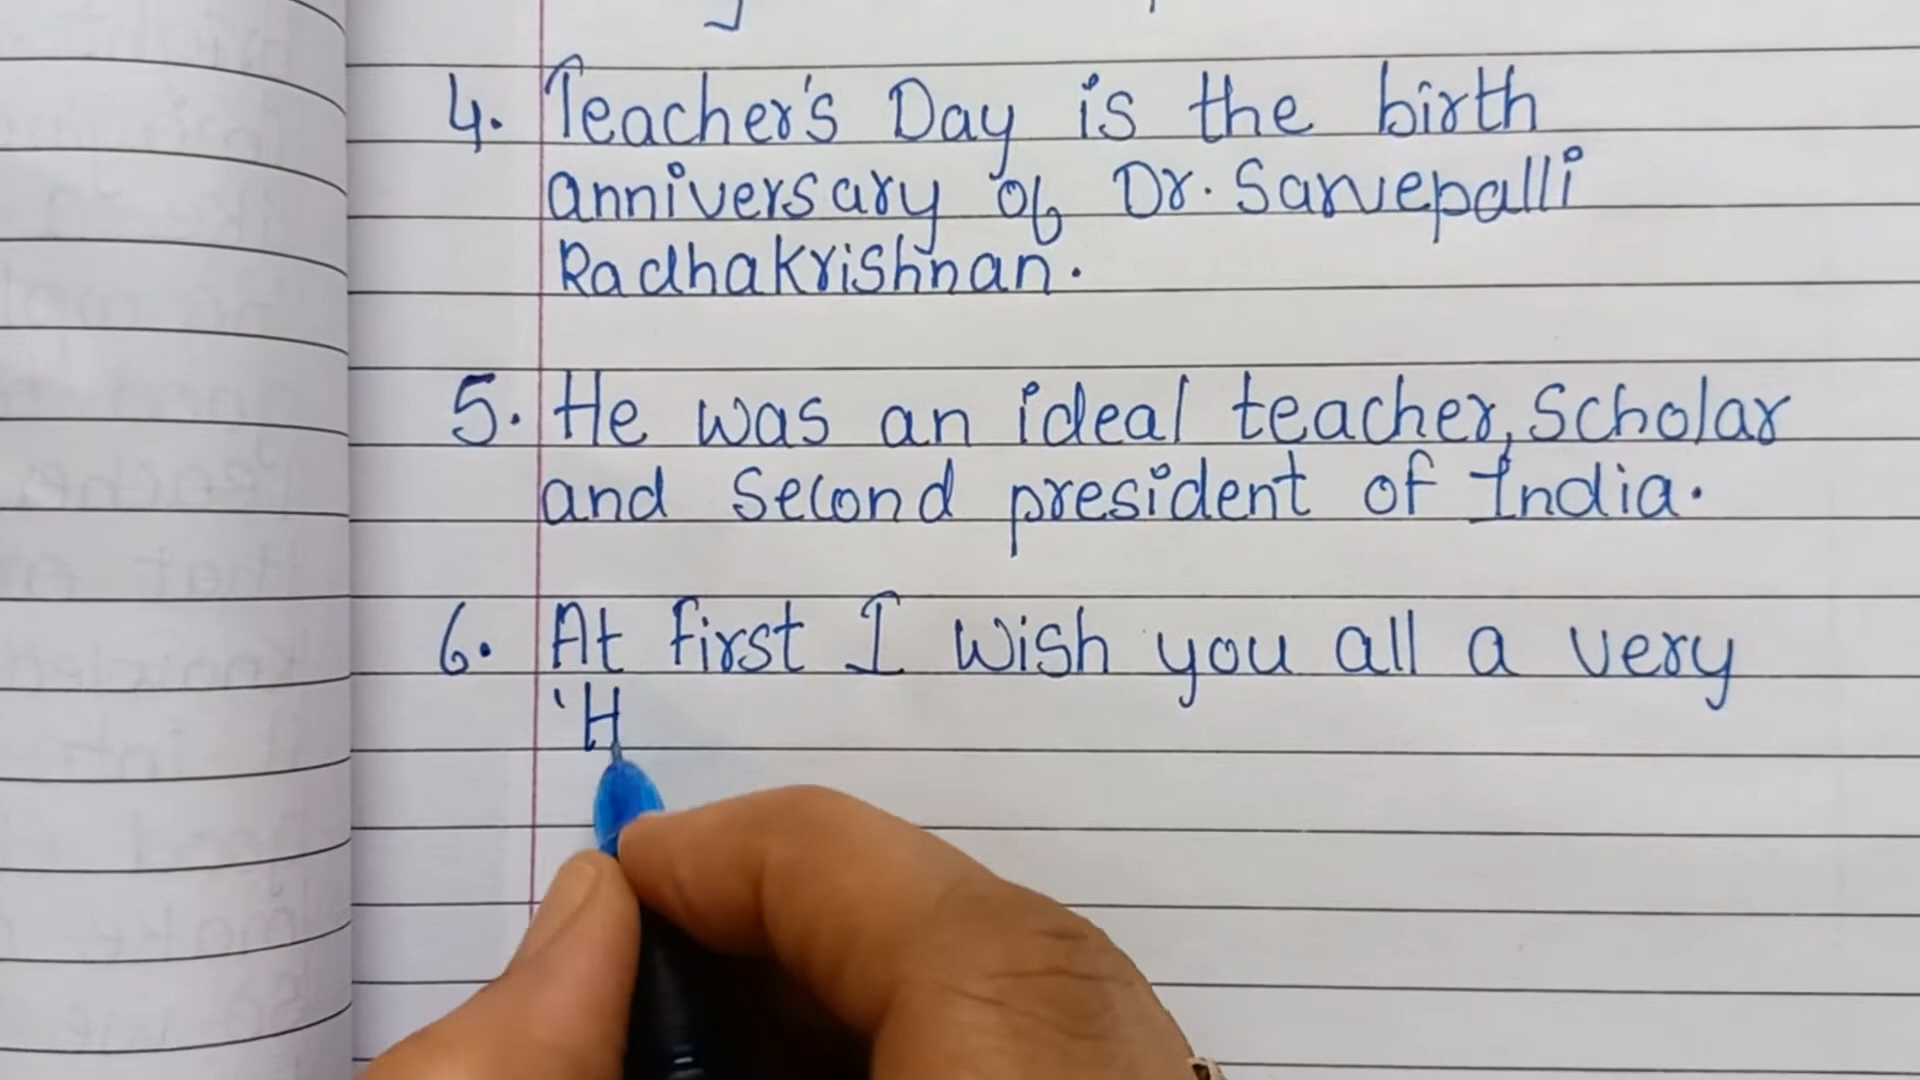 4. Teacher's Day is the birth
anniversary of Dr. Sarvepalli
Radhakrishnan.
5. He was an ideal teacher, Scholar
and Second president of India.
6. At first I wish you all a very
'H